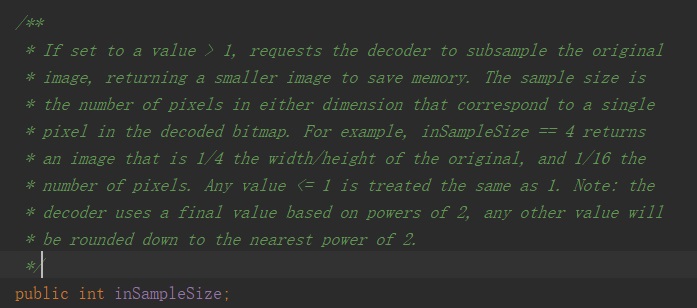 /**
* If set to a value > 1, requests the decoder to subsample the original
* image, returning a smaller image to save memory. The sample size is
* the number of pixels in either dimension that correspond to a single
* pixel in the decoded bitmap. For example, inSampleSize == 4 returns
* an image that is 1/4 the width/height of the original, and 1/16 the
* number of pixels. Any value <= 1 is treated the same as 1. Note: the
* decoder uses a final value based on powers of 2, any other value will
* be rounded down to the nearest power of 2.
*/
public int inSampleSize;